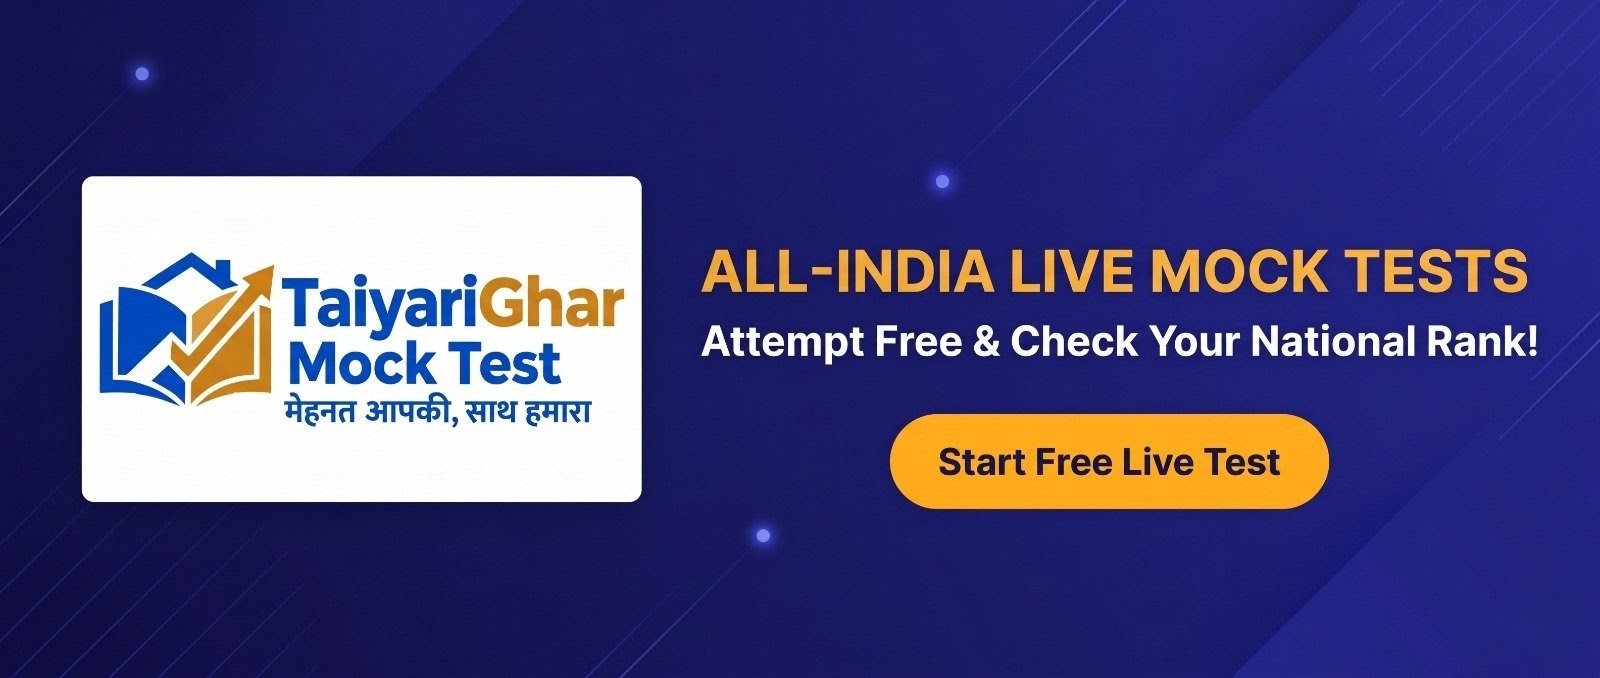 TaiyariGhar
Mock Test
मेहनत आपकी, साथ हमारा
ALL-INDIA LIVE MOCK TESTS
Attempt Free & Check Your National Rank!
Start Free Live Test